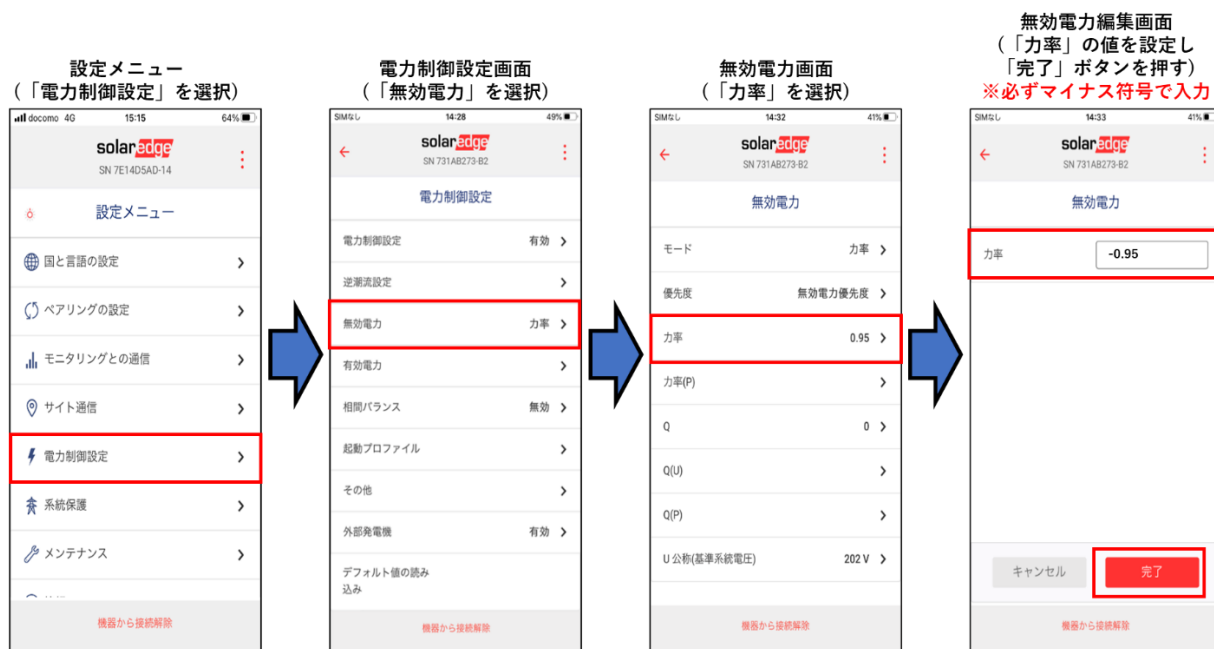 設定メニュー
(「電力制御設定」を選択)
docomo 4G 15:15 64%
solaredge
SN 7E14D5AD-14
設定メニュー
国と言語の設定
ペアリングの設定
モニタリングとの通信
サイト通信
電力制御設定
系統保護
メンテナンス
機器から接続解除
電力制御設定画面
(「無効電力」を選択)
SIMなし 14:28 49%
solaredge
SN 731AB273-B2
電力制御設定
電力制御設定 有効
逆潮流設定
無効電力 力率
有効電力
相間バランス 無効
起動プロファイル
その他
外部発電機 有効
デフォルト値の読み
込み
機器から接続解除
無効電力画面
(「力率」を選択)
SIMなし 14:32 41%
solaredge
SN 731AB273-B2
無効電力
モード 力率
優先度 無効電力優先度
力率 0.95
力率(P)
Q 0
Q(U)
Q(P)
U 公称(基準系統電圧) 202 V
機器から接続解除
無効電力編集画面
(「力率」の値を設定し
「完了」ボタンを押す)
※必ずマイナス符号で入力
SIMなし 14:33 41%
solaredge
SN 731AB273-B2
無効電力
力率 -0.95
キャンセル 完了
機器から接続解除